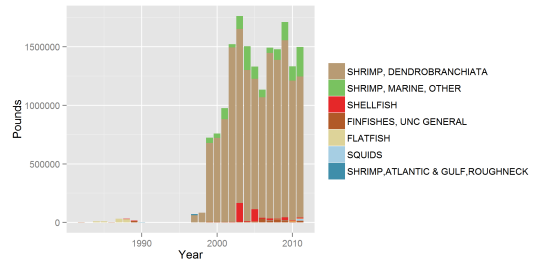 Pounds
1500000
1000000
500000
0
1990
2000
2010
Year
SHRIMP, DENDROBRANCHIATA
SHRIMP, MARINE, OTHER
SHELLFISH
FINFISHES, UNC GENERAL
FLATFISH
SQUIDS
SHRIMP,ATLANTIC & GULF,ROUGHNECK